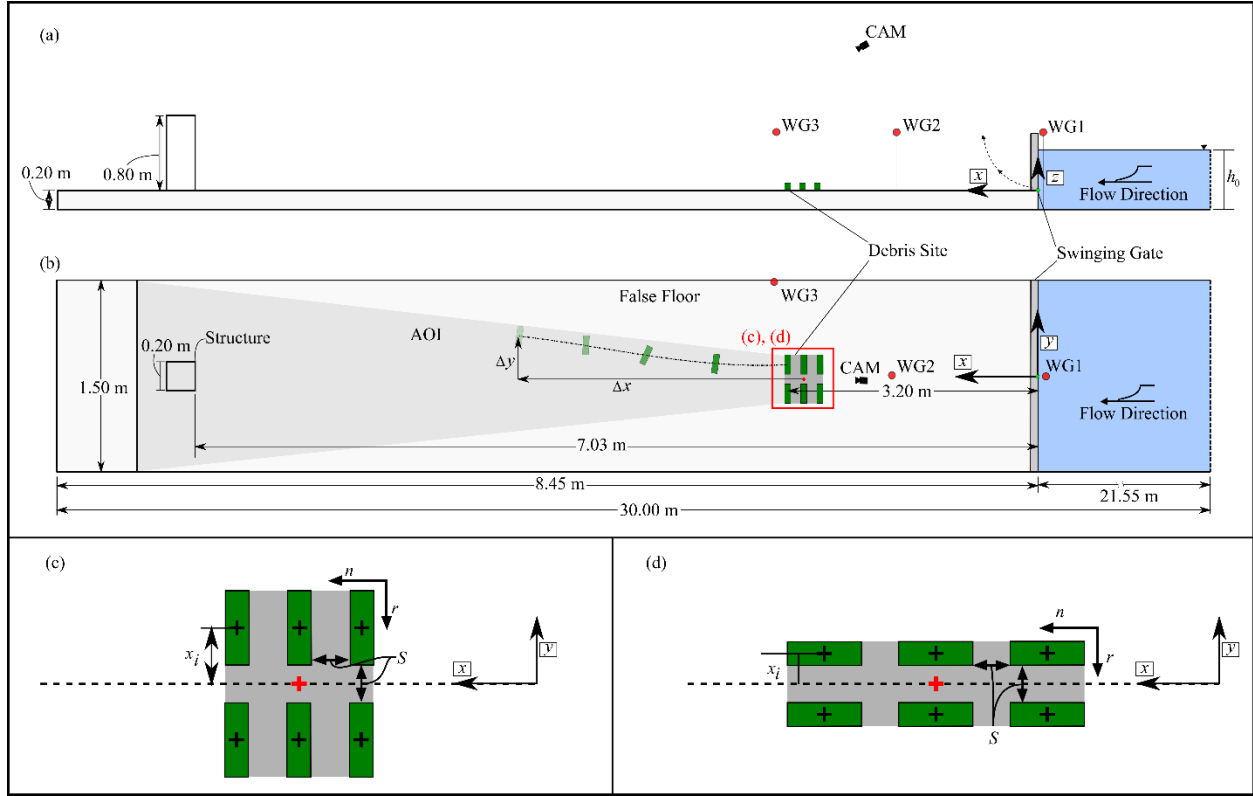 (a)
CAM
WG3
WG2
WG1
0.20 m
0.80 m
x
z
Flow Direction
h₀
Debris Site
Swinging Gate
(b)
False Floor
WG3
(c), (d)
AOI
Structure
0.20 m
1.50 m
Δy
Δx
CAM
WG2
x
y
WG1
3.20 m
Flow Direction
7.03 m
8.45 m
21.55 m
30.00 m
(c)
n
r
xᵢ
S
x
y
(d)
n
r
xᵢ
S
x
y